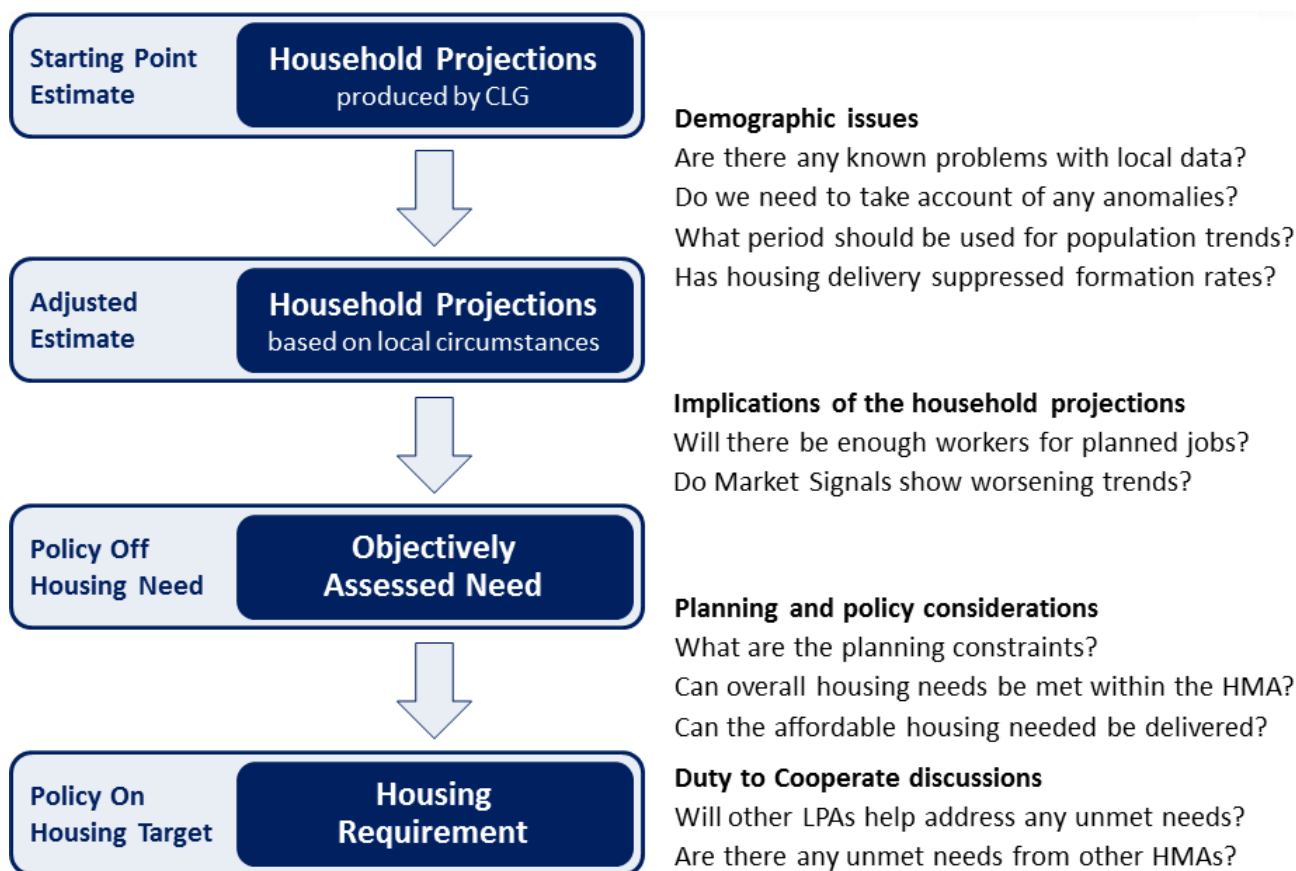 Starting Point
Estimate
Household Projections
produced by CLG
Demographic issues
Are there any known problems with local data?
Do we need to take account of any anomalies?
What period should be used for population trends?
Has housing delivery suppressed formation rates?
Adjusted
Estimate
Household Projections
based on local circumstances
Implications of the household projections
Will there be enough workers for planned jobs?
Do Market Signals show worsening trends?
Policy Off
Housing Need
Objectively
Assessed Need
Planning and policy considerations
What are the planning constraints?
Can overall housing needs be met within the HMA?
Can the affordable housing needed be delivered?
Policy On
Housing Target
Housing
Requirement
Duty to Cooperate discussions
Will other LPAs help address any unmet needs?
Are there any unmet needs from other HMAs?